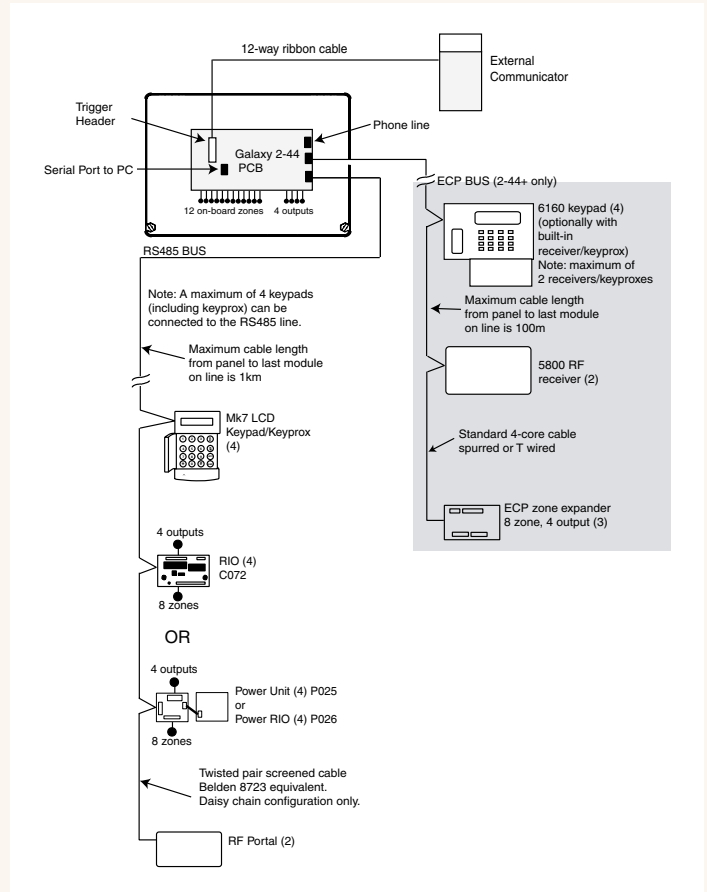 12-way ribbon cable
External
Communicator
Trigger
Header
Phone line
Galaxy 2-44
PCB
Serial Port to PC
12 on-board zones
4 outputs
ECP BUS (2-44+ only)
6160 keypad (4)
(optionally with
built-in
receiver/keyprox)
Note: maximum of
2 receivers/keyproxes
RS485 BUS
Note: A maximum of 4 keypads
(including keyprox) can be
connected to the RS485 line.
Maximum cable length
from panel to last module
on line is 100m
Maximum cable length
from panel to last module
on line is 1km
5800 RF
receiver (2)
Mk7 LCD
Keypad/Keyprox
(4)
Standard 4-core cable
spurred or T wired
ECP zone expander
8 zone, 4 output (3)
4 outputs
RIO (4)
C072
8 zones
OR
4 outputs
Power Unit (4) P025
or
Power RIO (4) P026
8 zones
Twisted pair screened cable
Belden 8723 equivalent.
Daisy chain configuration only.
RF Portal (2)